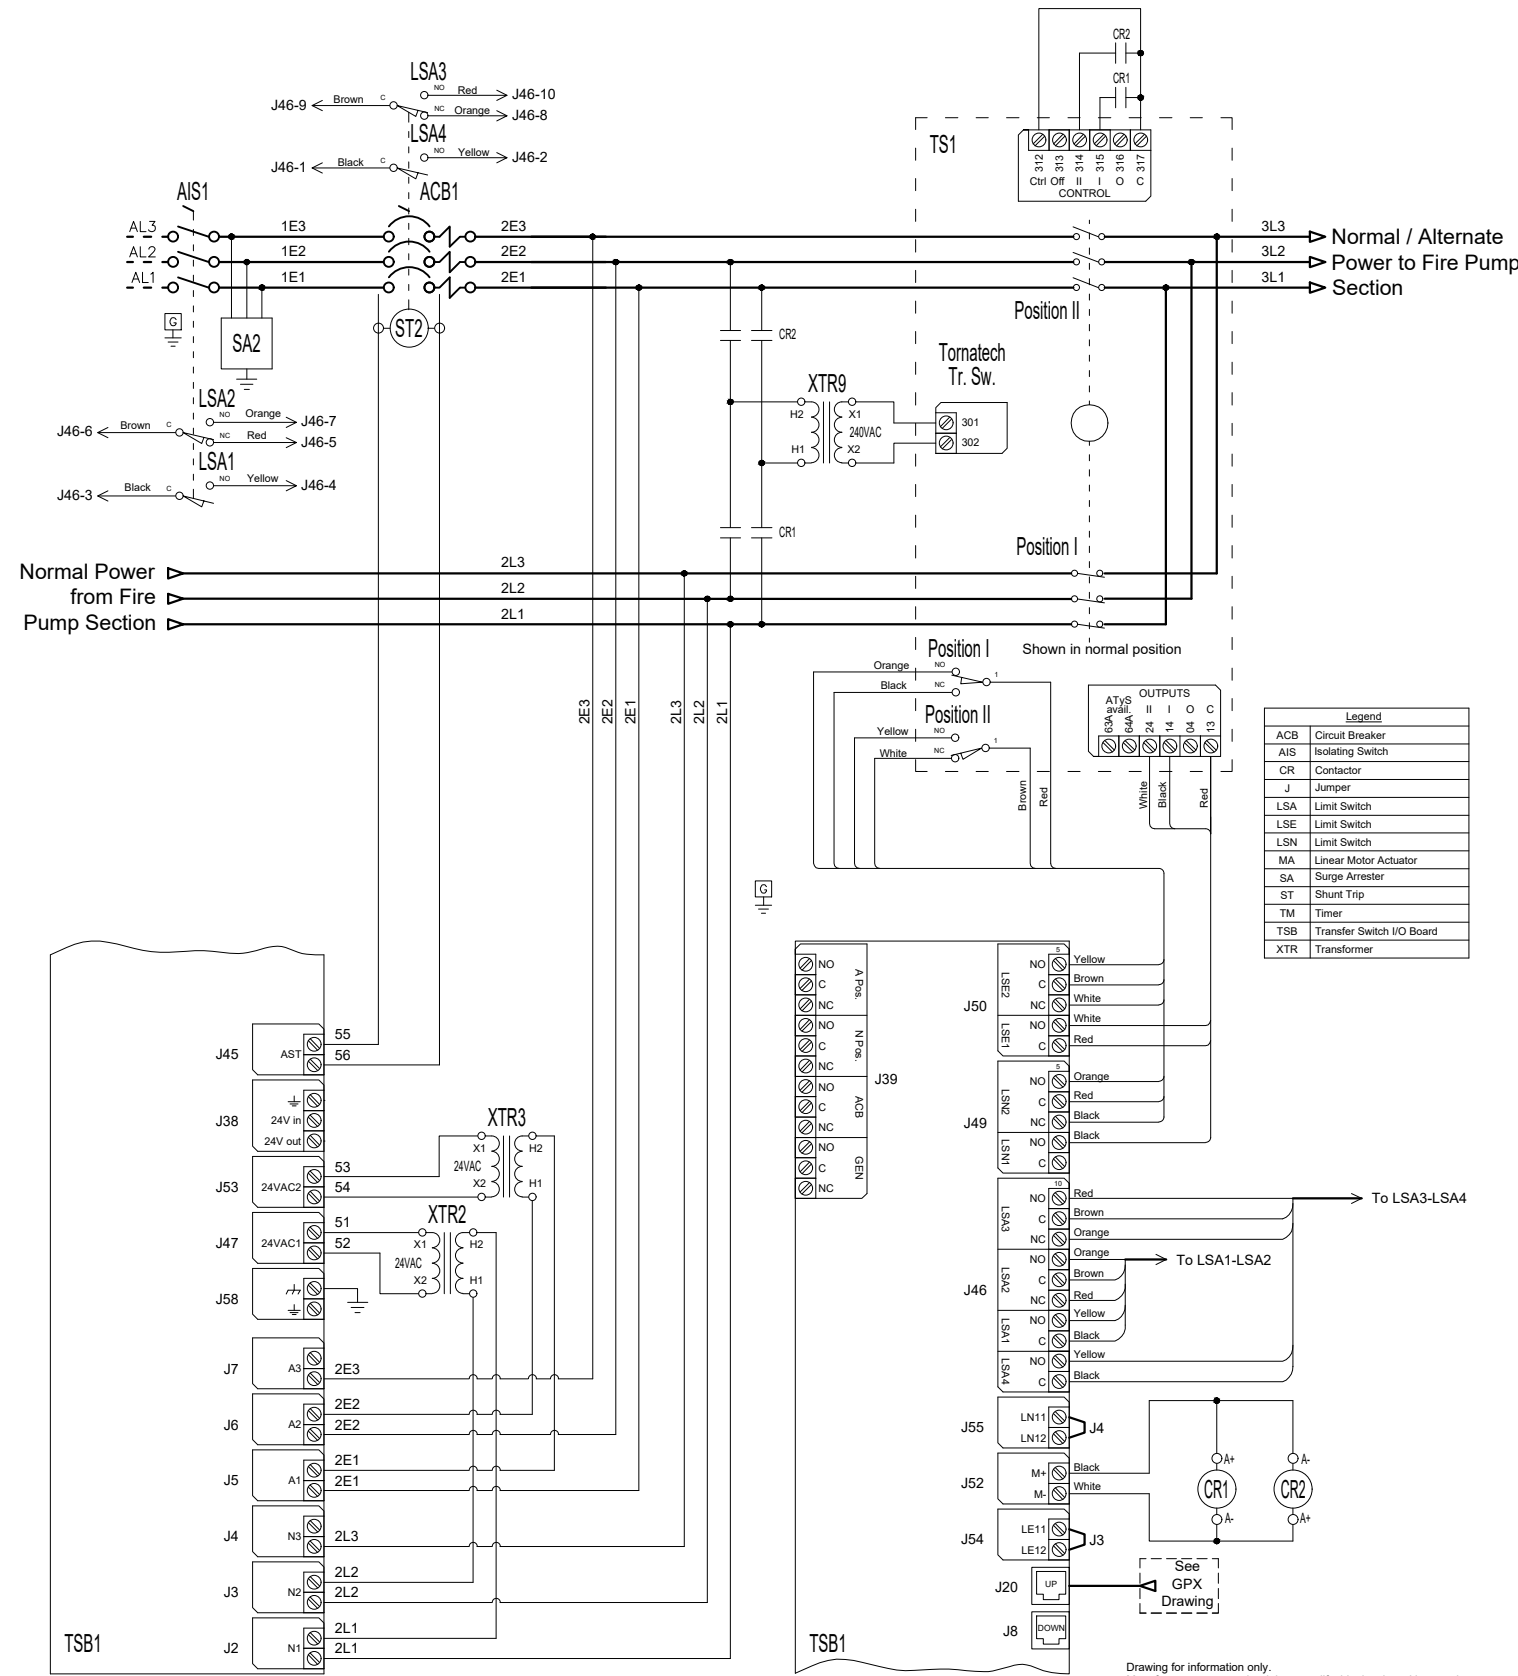 CR2
CR1
LSA3
NO Red J46-10
J46-9 Brown C
NC Orange J46-8
LSA4
NO Yellow J46-2
J46-1 Black C
TS1
312 313 314 315 316 317
Ctrl Off II I O C
CONTROL
AIS1
ACB1
AL3 1E3 2E3 3L3
AL2 1E2 2E2 3L2
AL1 1E1 2E1 3L1
Normal / Alternate
Power to Fire Pump
Section
Position II
G
SA2
ST2
CR2
Tornatech
Tr. Sw.
XTR9
H2 X1
240VAC
H1 X2
301
302
LSA2
NO Orange J46-7
J46-6 Brown C
NC Red J46-5
LSA1
NO Yellow J46-4
J46-3 Black C
CR1
Position I
Normal Power
from Fire
Pump Section
2L3
2L2
2L1
Shown in normal position
Position I
Orange NO
1
Black NC
Position II
Yellow NO
1
White NC
Brown
Red
OUTPUTS
ATyS
avail. II I O C
63A 64A 24 14 04 13
White
Black
Red
2E3
2E2
2E1
2L3
2L2
2L1
Legend
ACB Circuit Breaker
AIS Isolating Switch
CR Contactor
J Jumper
LSA Limit Switch
LSE Limit Switch
LSN Limit Switch
MA Linear Motor Actuator
SA Surge Arrester
ST Shunt Trip
TM Timer
TSB Transfer Switch I/O Board
XTR Transformer
G
J45 AST
55
56
J38
24V in
24V out
J53 24VAC2
53
54
XTR3
X1 H2
24VAC
X2 H1
J47 24VAC1
51
52
XTR2
X1 H2
24VAC
X2 H1
J58
J7 A3
2E3
J6 A2
2E2
2E2
J5 A1
2E1
2E1
J4 N3
2L3
J3 N2
2L2
2L2
J2 N1
2L1
2L1
TSB1
NO
C
NC
A Pos.
NO
C
NC
N Pos.
J39
NO
C
NC
ACB
NO
C
NC
GEN
J50
5
LSE2
NO Yellow
C Brown
NC White
LSE1
NO White
C Red
J49
5
LSN2
NO Orange
C Red
NC Black
LSN1
NO Black
C
J46
10
LSA3
NO Red
C Brown
NC Orange
To LSA3-LSA4
LSA2
NO Orange
C Brown
NC Red
To LSA1-LSA2
LSA1
NO Yellow
C Black
LSA4
NO Yellow
C Black
J55
LN11
LN12
J4
J52
M+ Black
M- White
A+
CR1
A-
A-
CR2
A+
J54
LE11
LE12
J3
J20 UP
See
GPX
Drawing
J8 DOWN
TSB1
Drawing for information only.